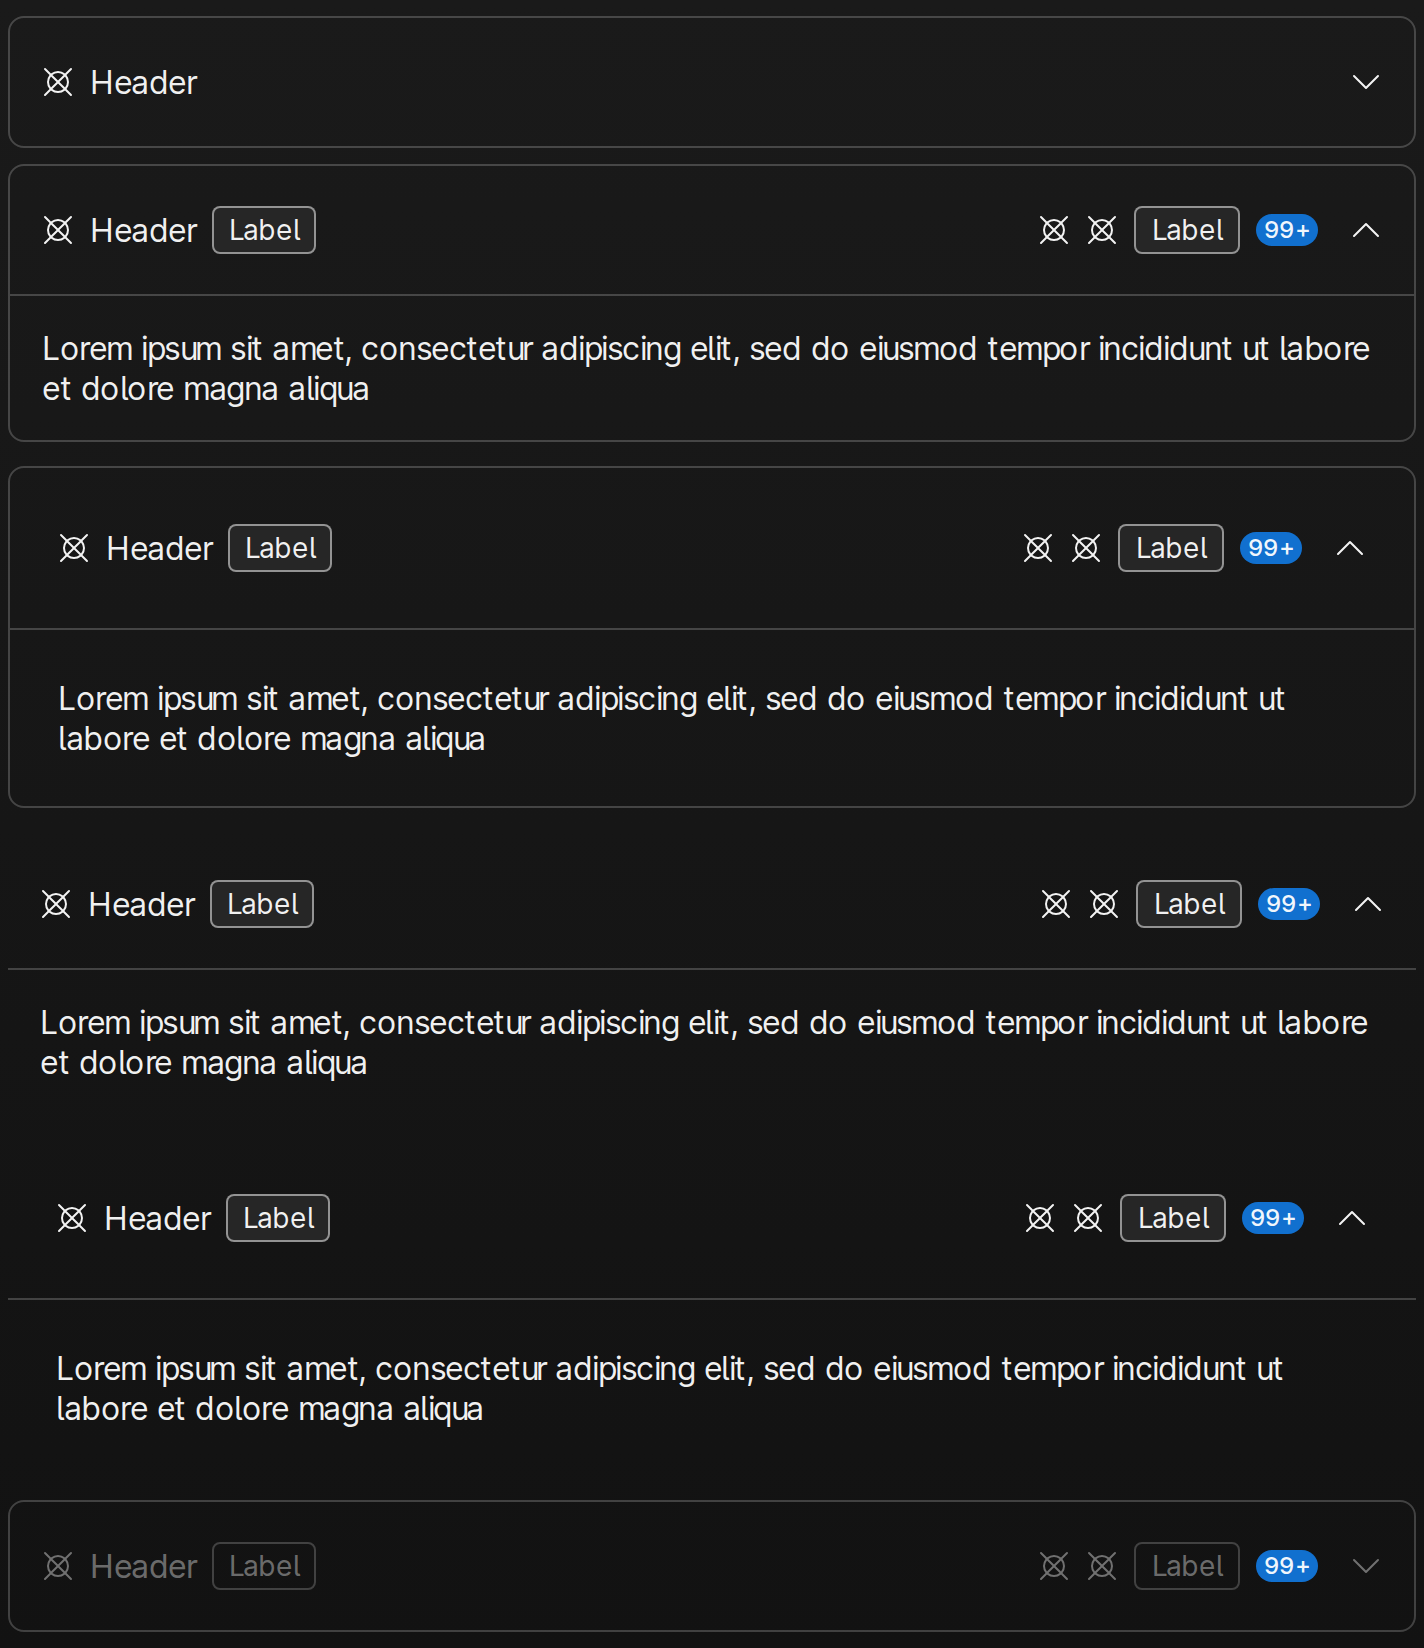 Header
Header Label Label 99+
Lorem ipsum sit amet, consectetur adipiscing elit, sed do eiusmod tempor incididunt ut labore
et dolore magna aliqua
Header Label Label 99+
Lorem ipsum sit amet, consectetur adipiscing elit, sed do eiusmod tempor incididunt ut
labore et dolore magna aliqua
Header Label Label 99+
Lorem ipsum sit amet, consectetur adipiscing elit, sed do eiusmod tempor incididunt ut labore
et dolore magna aliqua
Header Label Label 99+
Lorem ipsum sit amet, consectetur adipiscing elit, sed do eiusmod tempor incididunt ut
labore et dolore magna aliqua
Header Label Label 99+